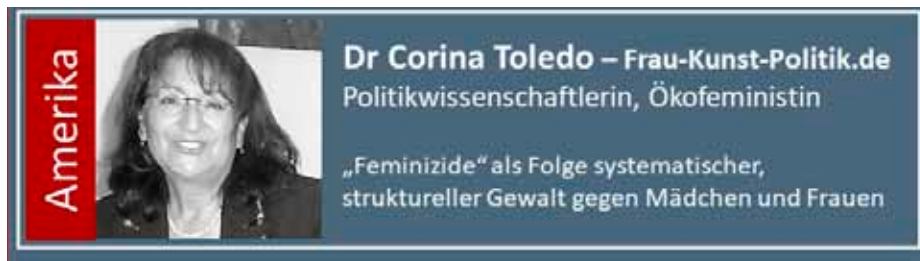 Amerika
Dr Corina Toledo – Frau-Kunst-Politik.de
Politikwissenschaftlerin, Ökofeministin
„Feminizide“ als Folge systematischer,
struktureller Gewalt gegen Mädchen und Frauen